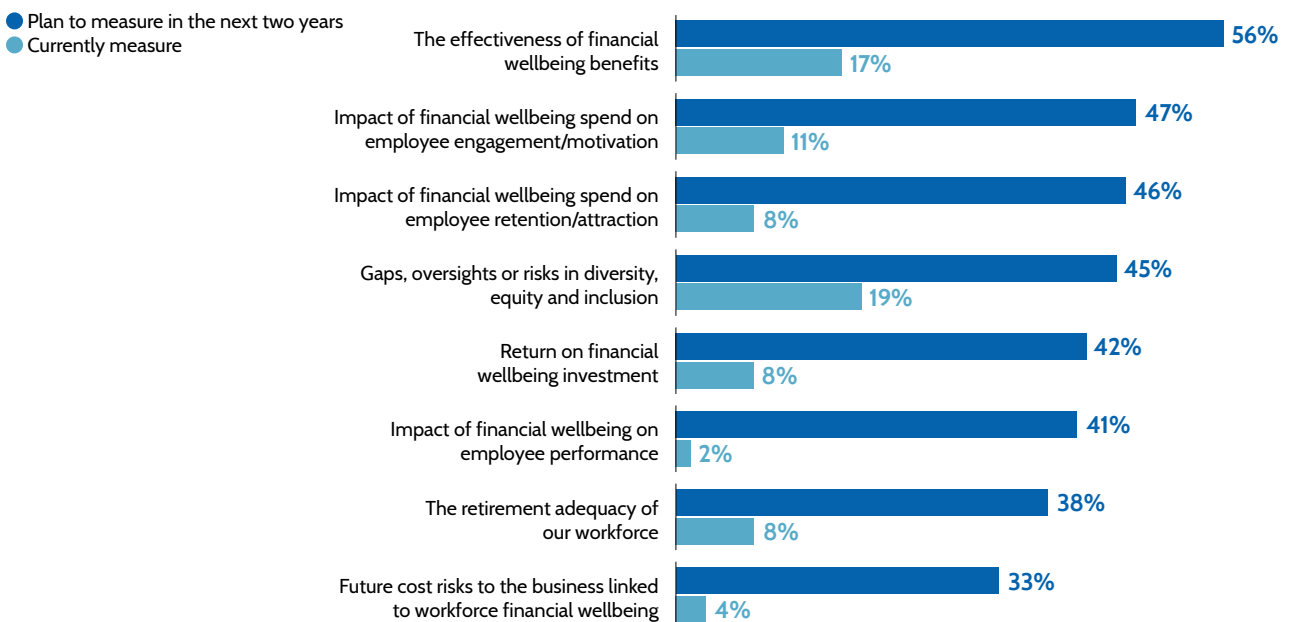 Plan to measure in the next two years
Currently measure
The effectiveness of financial
wellbeing benefits
56%
17%
Impact of financial wellbeing spend on
employee engagement/motivation
47%
11%
Impact of financial wellbeing spend on
employee retention/attraction
46%
8%
Gaps, oversights or risks in diversity,
equity and inclusion
45%
19%
Return on financial
wellbeing investment
42%
8%
Impact of financial wellbeing on
employee performance
41%
2%
The retirement adequacy of
our workforce
38%
8%
Future cost risks to the business linked
to workforce financial wellbeing
33%
4%